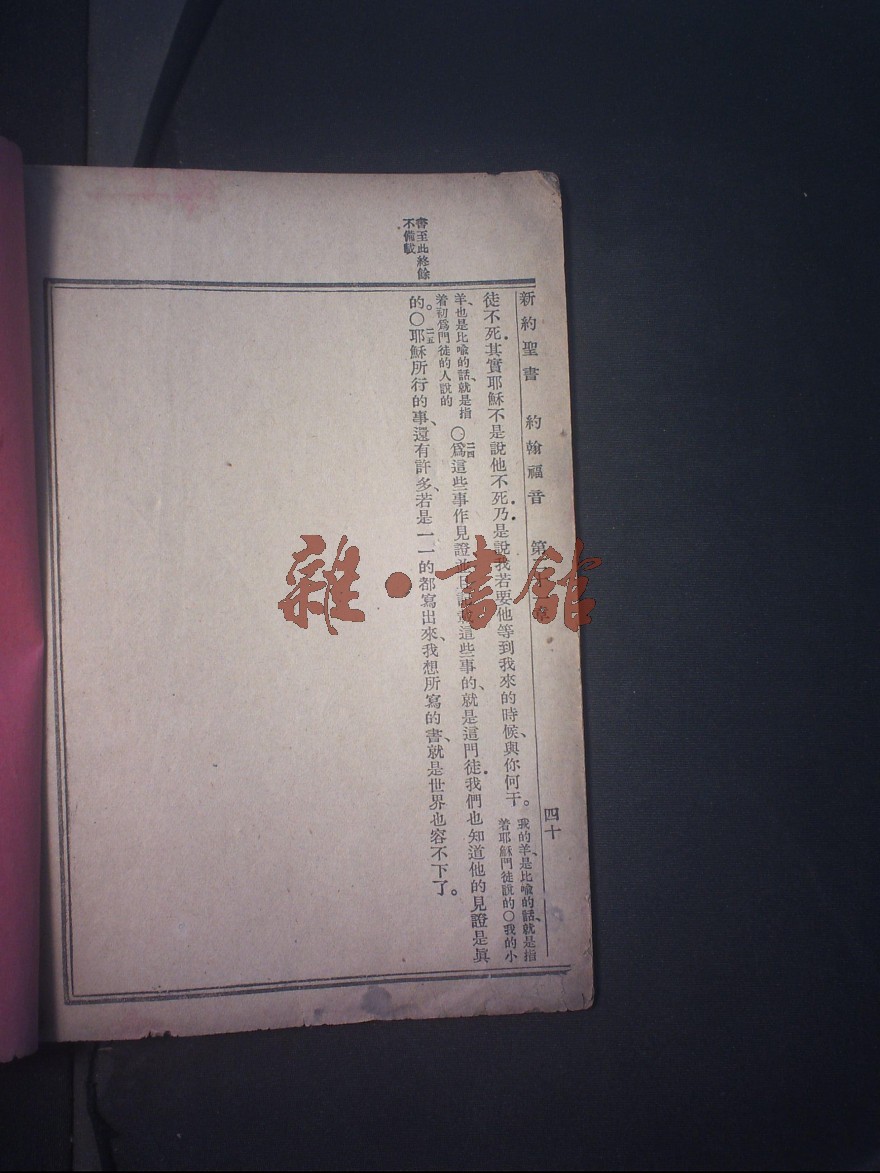 新約聖書 約翰福音 第
四十
徒不死其實耶穌不是說他不死乃是說我若要他等到我來的時候、與你何干。
我的羊、是比喻的話、就是指
着耶穌門徒說的○我的小
羊、也是比喻的話、就是指
着初爲門徒的人說的
○二四爲這些事作見證並且記載這些事的、就是這門徒我們也知道他的見證是眞
的。○二五耶穌所行的事、還有許多、若是一一的都寫出來、我想所寫的書、就是世界也容不下了。
書至此終餘
不備載
雜·書館